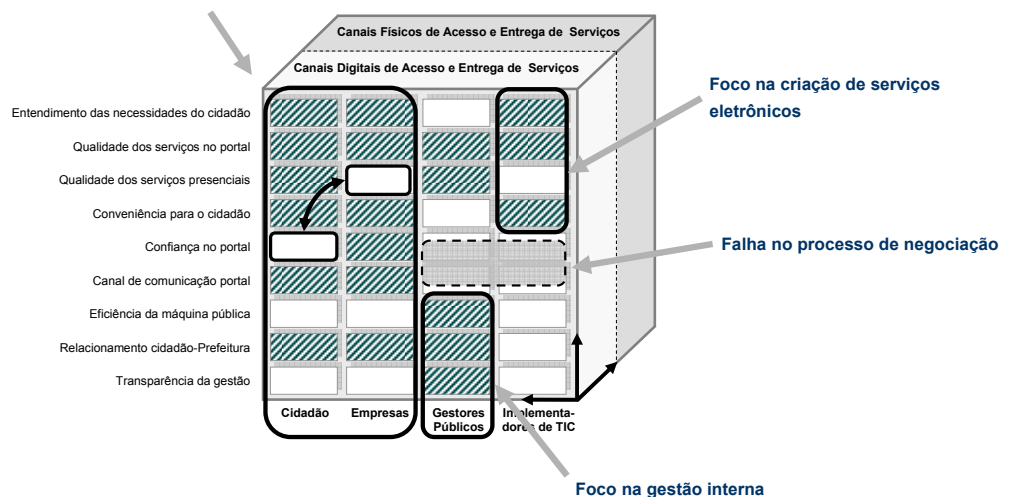 Canais Físicos de Acesso e Entrega de Serviços
Canais Digitais de Acesso e Entrega de Serviços
Foco na criação de serviços
eletrônicos
Entendimento das necessidades do cidadão
Qualidade dos serviços no portal
Qualidade dos serviços presenciais
Conveniência para o cidadão
Confiança no portal
Falha no processo de negociação
Canal de comunicação portal
Eficiência da máquina pública
Relacionamento cidadão-Prefeitura
Transparência da gestão
Cidadão
Empresas
Gestores
Públicos
Implementa-
dores de TIC
Foco na gestão interna